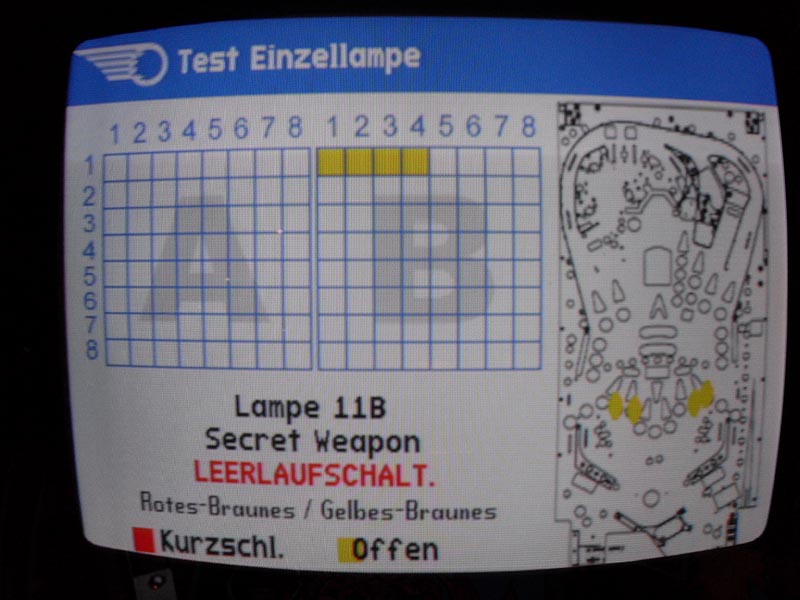 Test Einzellampe
1 2 3 4 5 6 7 8 1 2 3 4 5 6 7 8
1
2
3
4
5
6
7
8
A B
Lampe 11B
Secret Weapon
LEERLAUFSCHALT.
Rotes-Braunes / Gelbes-Braunes
Kurzschl. Offen